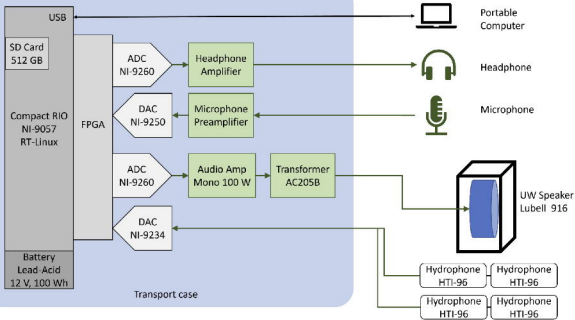 USB
SD Card
512 GB
Compact RIO
NI-9057
RT-Linux
Battery
Lead-Acid
12 V, 100 Wh
FPGA
ADC
NI-9260
Headphone
Amplifier
DAC
NI-9250
Microphone
Preamplifier
ADC
NI-9260
Audio Amp
Mono 100 W
Transformer
AC205B
DAC
NI-9234
Transport case
Portable
Computer
Headphone
Microphone
UW Speaker
Lubell 916
Hydrophone
HTI-96
Hydrophone
HTI-96
Hydrophone
HTI-96
Hydrophone
HTI-96